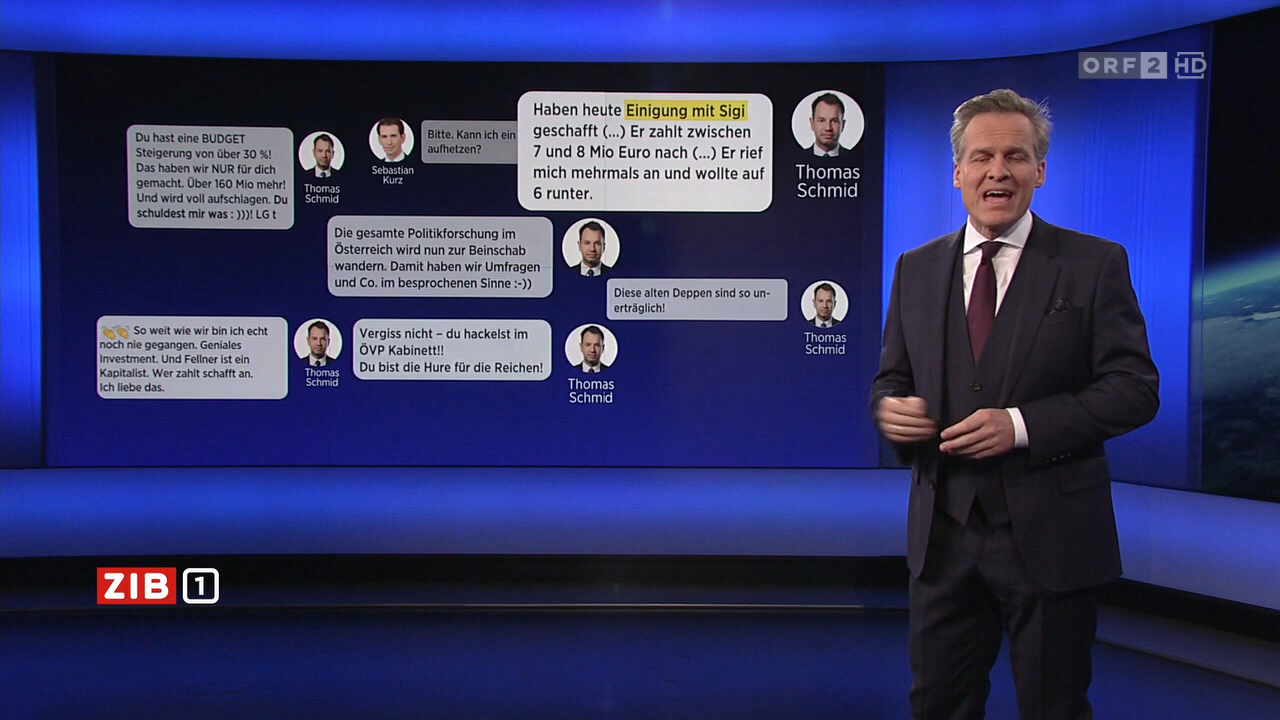 ORF 2 HD
Du hast eine BUDGET
Steigerung von über 30 %!
Das haben wir NUR für dich
gemacht. Über 160 Mio mehr!
Und wird voll aufschlagen. Du
schuldest mir was : )))! LG t
Thomas
Schmid
Sebastian
Kurz
Bitte. Kann ich ein
aufhetzen?
Haben heute Einigung mit Sigi
geschafft (...) Er zahlt zwischen
7 und 8 Mio Euro nach (...) Er rief
mich mehrmals an und wollte auf
6 runter.
Thomas
Schmid
Die gesamte Politikforschung im
Österreich wird nun zur Beinschab
wandern. Damit haben wir Umfragen
und Co. im besprochenen Sinne :-))
Diese alten Deppen sind so un-
erträglich!
Thomas
Schmid
👏👏 So weit wie wir bin ich echt
noch nie gegangen. Geniales
Investment. Und Fellner ist ein
Kapitalist. Wer zahlt schafft an.
Ich liebe das.
Thomas
Schmid
Vergiss nicht – du hackelst im
ÖVP Kabinett!!
Du bist die Hure für die Reichen!
Thomas
Schmid
ZIB 1